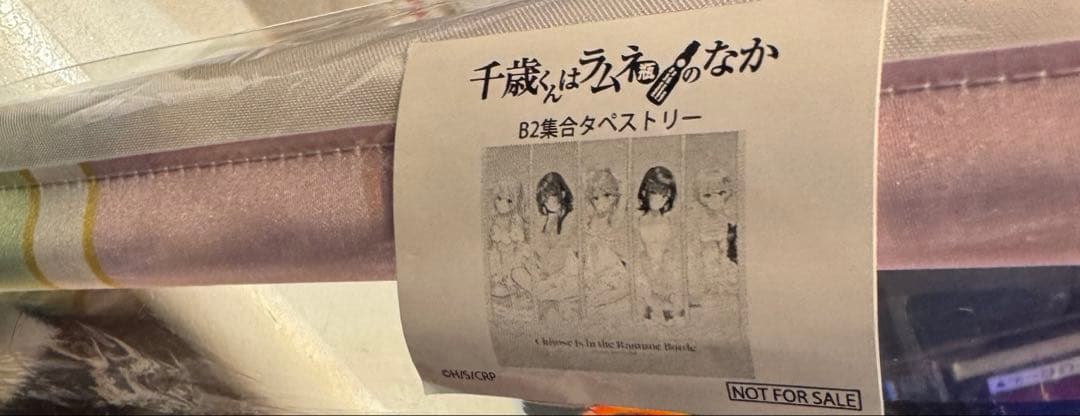 千歳くんはラムネ瓶のなか
B2集合タペストリー
Chitose Is in the Ramune Bottle
©H/S/CRP
NOT FOR SALE